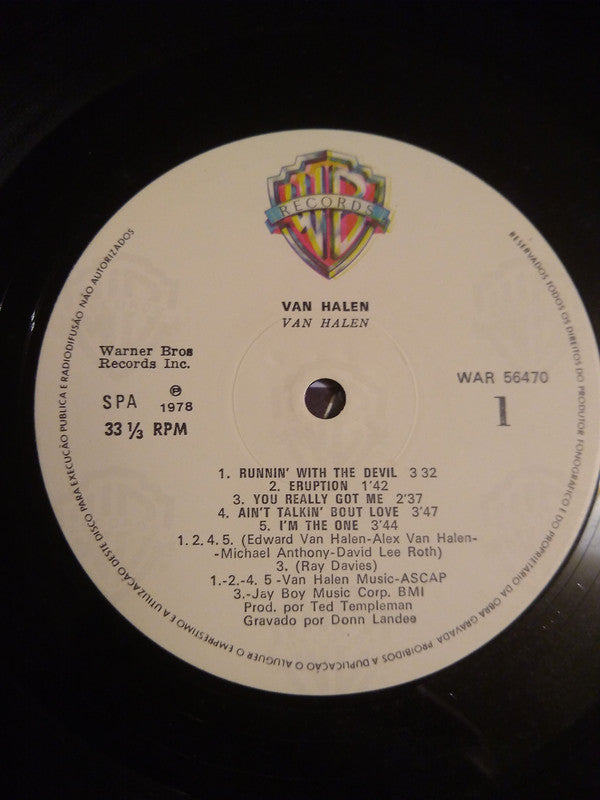 RECORDS
VAN HALEN
VAN HALEN
Warner Bros
Records Inc.
SPA ℗ 1978
33 ⅓ RPM
WAR 56470
1
1. RUNNIN' WITH THE DEVIL 3 32
2. ERUPTION 1'42
3. YOU REALLY GOT ME 2'37
4. AIN'T TALKIN' BOUT LOVE 3'47
5. I'M THE ONE 3'44
1. 2. 4. 5. (Edward Van Halen-Alex Van Halen-
-Michael Anthony-David Lee Roth)
3. (Ray Davies)
1.-2.-4. 5 -Van Halen Music-ASCAP
3.-Jay Boy Music Corp. BMI
Prod. por Ted Templeman
Gravado por Donn Landee
RESERVADOS TODOS OS DIREITOS DO PRODUTOR FONOGRÁFICO E DO PROPRIETÁRIO DA OBRA GRAVADA PROIBIDOS A DUPLICAÇÃO O ALUGUER O EMPRÉSTIMO E A UTILIZAÇÃO DESTE DISCO PARA EXECUÇÃO PUBLICA E RADIODIFUSÃO NÃO AUTORIZADOS